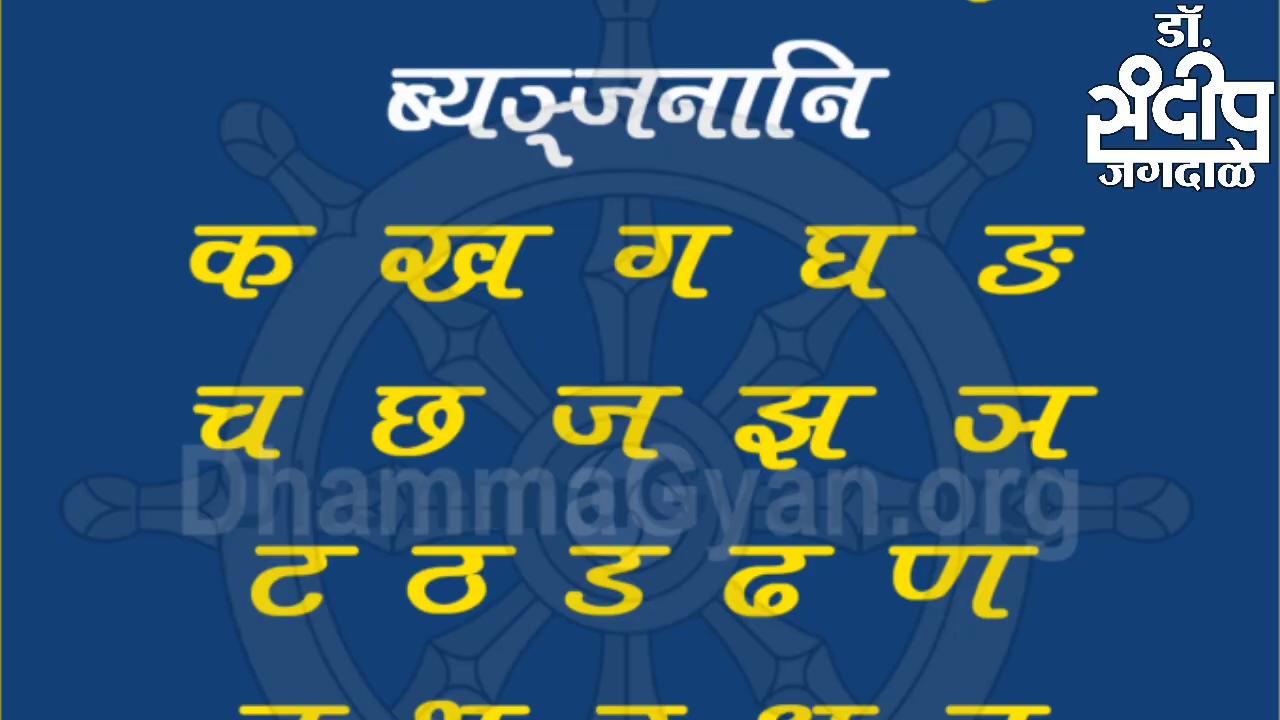 ब्यञ्जनानि
डॉ.
संदीप
जगदाळे
क ख ग घ ङ
च छ ज झ ञ
DhammaGyan.org
ट ठ ड ढ ण